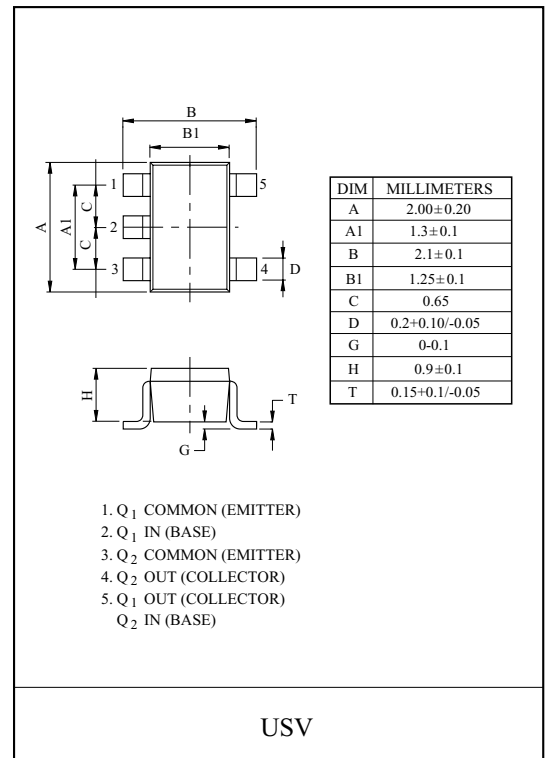 B
B1
1
5
A
A1
C
2
C
3
4
D
DIM MILLIMETERS
A 2.00±0.20
A1 1.3±0.1
B 2.1±0.1
B1 1.25±0.1
C 0.65
D 0.2+0.10/-0.05
G 0-0.1
H 0.9±0.1
T 0.15+0.1/-0.05
H
T
G
1. Q1 COMMON (EMITTER)
2. Q1 IN (BASE)
3. Q2 COMMON (EMITTER)
4. Q2 OUT (COLLECTOR)
5. Q1 OUT (COLLECTOR)
Q2 IN (BASE)
USV